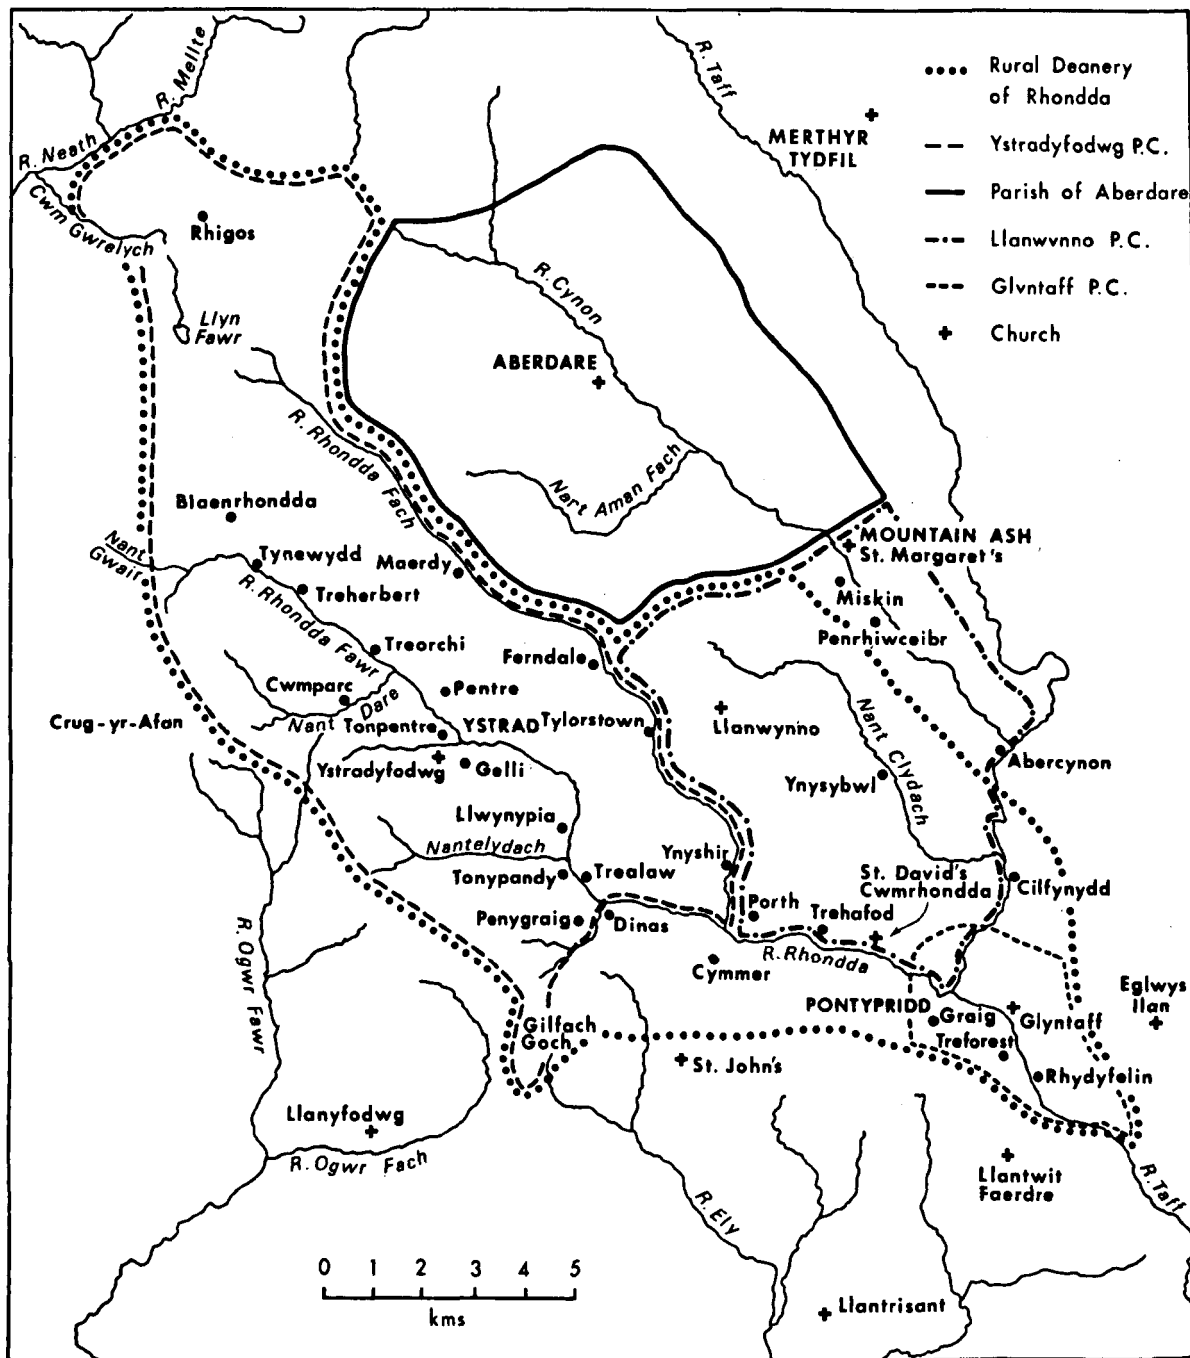 R. Mellte
R. Taff
R. Neath
Cwm Gwrelych
Rhigos
Llyn
Fawr
MERTHYR
TYDFIL
Rural Deanery
of Rhondda
Ystradyfodwg P.C.
Parish of Aberdare
Llanwvnno P.C.
Glvntaff P.C.
Church
R. Cynon
ABERDARE
R. Rhondda Fach
Nart Aman Fach
Blaenrhondda
Nant
Gwair
Tynewydd
Maerdy
Treherbert
R. Rhondda Fawr
MOUNTAIN ASH
St. Margaret's
Miskin
Penrhiwceibr
Treorchi
Ferndale
Cwmparc
Pentre
Nant Dare
Crug-yr-Afan
Tonpentre
YSTRAD
Tylorstown
Llanwynno
Nant Clydach
Abercynon
Ystradyfodwg
Gelli
Ynysybwl
Llwynypia
Nantelydach
Ynyshir
Tonypandy
Trealaw
St. David's
Cwmrhondda
Cilfynydd
Penygraig
Dinas
Porth
Trehafod
R. Rhondda
R. Ogwr Fawr
Cymmer
PONTYPRIDD
Graig
Glyntaff
Eglwys
Ilan
Gilfach
Goch
Treforest
St. John's
Rhydyfelin
Llanyfodwg
R. Ogwr Fach
Llantwit
Faerdre
R. Taff
R. Ely
0 1 2 3 4 5
kms
Llantrisant